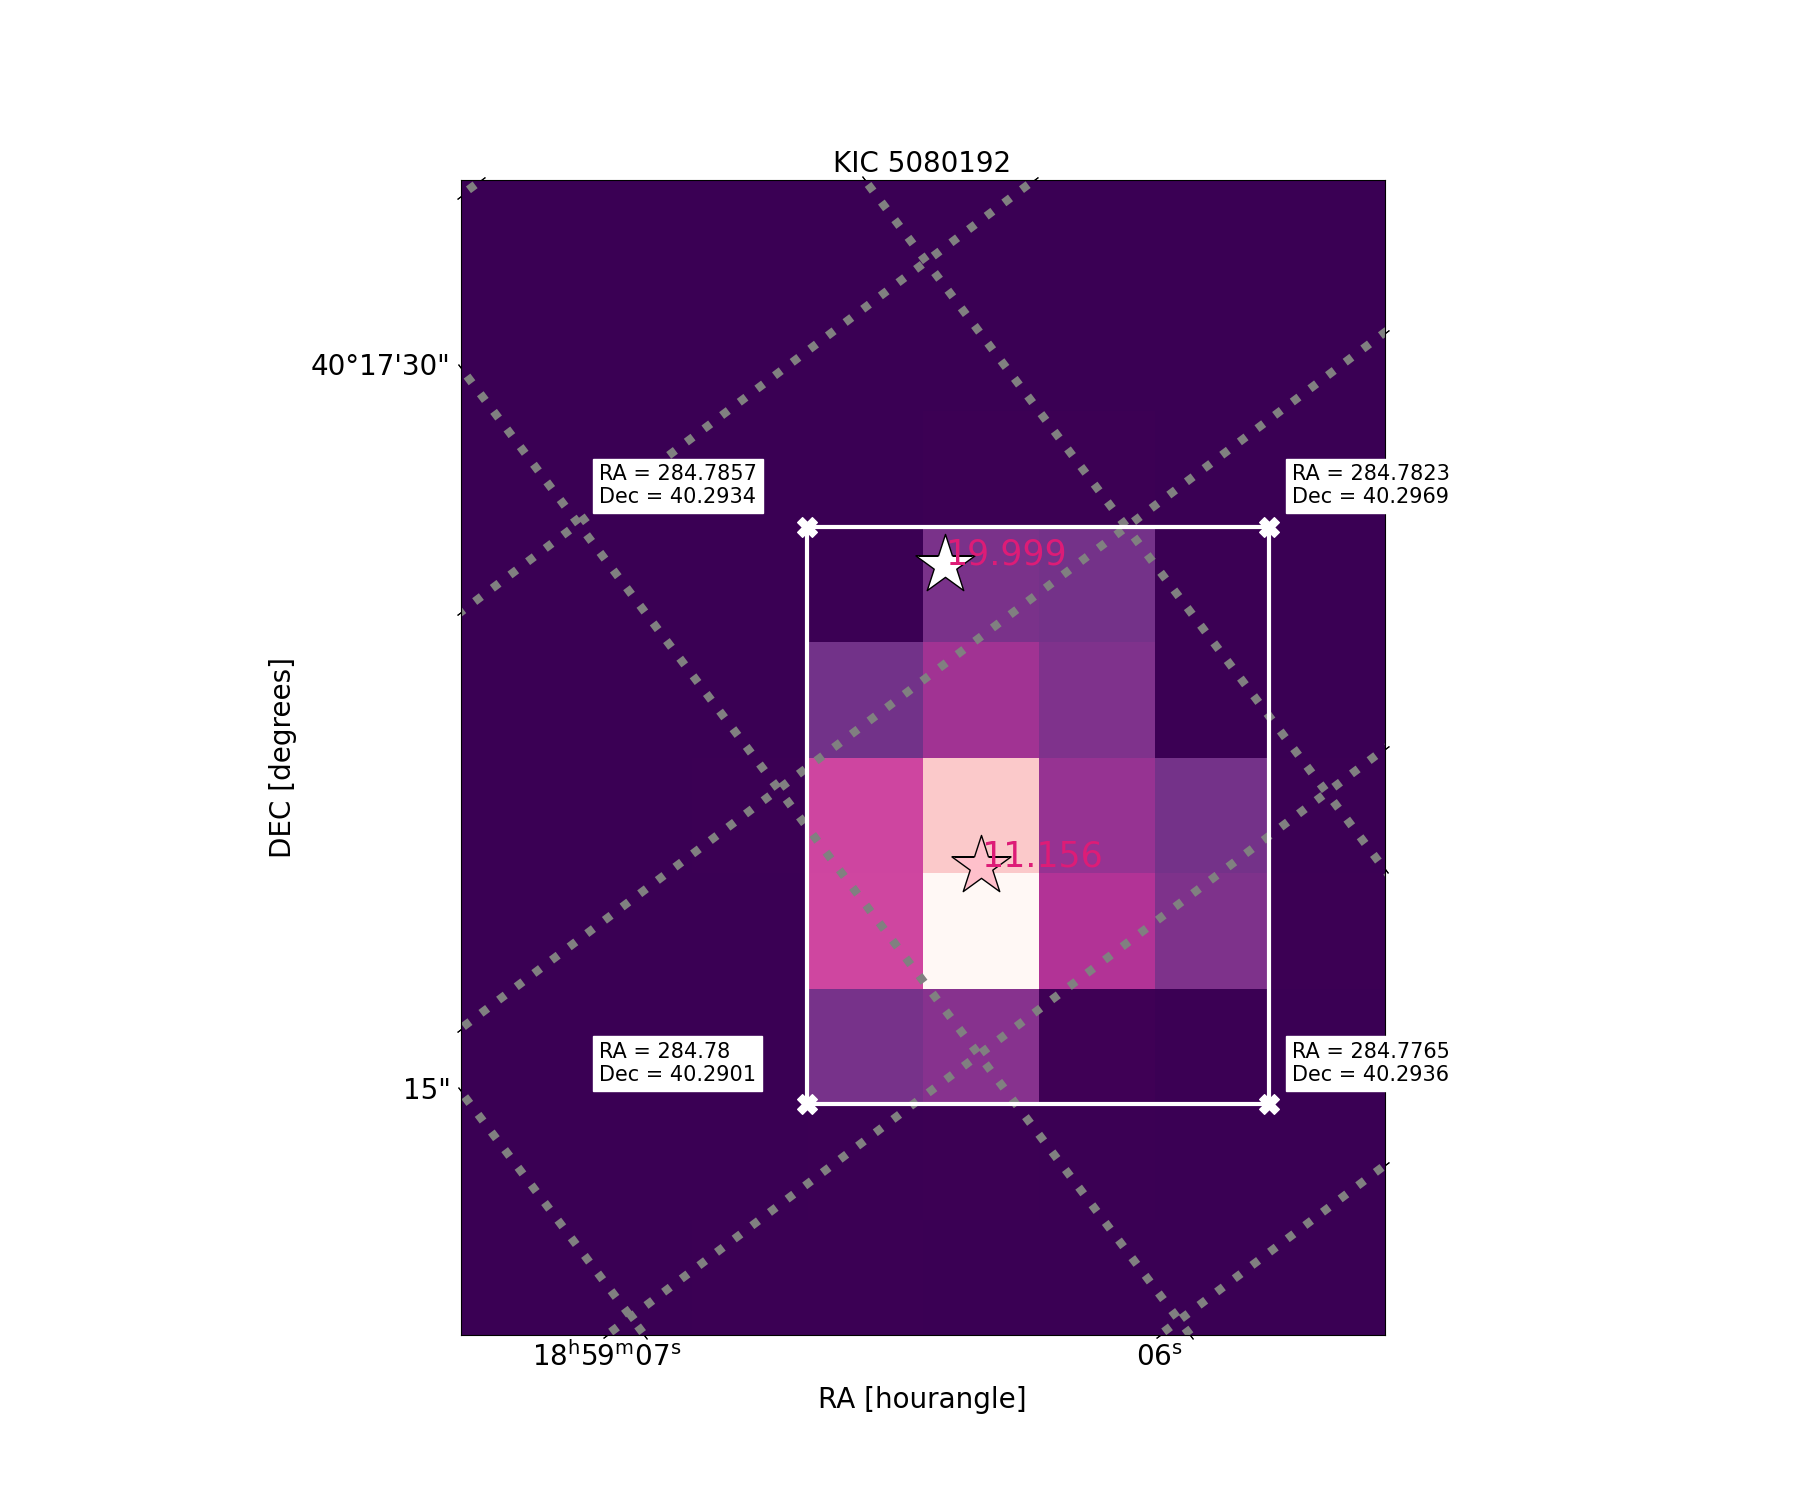 KIC 5080192
40°17'30"
RA = 284.7857
Dec = 40.2934
RA = 284.7823
Dec = 40.2969
19.999
DEC [degrees]
11.156
RA = 284.78
Dec = 40.2901
RA = 284.7765
Dec = 40.2936
15"
18h59m07s
06s
RA [hourangle]